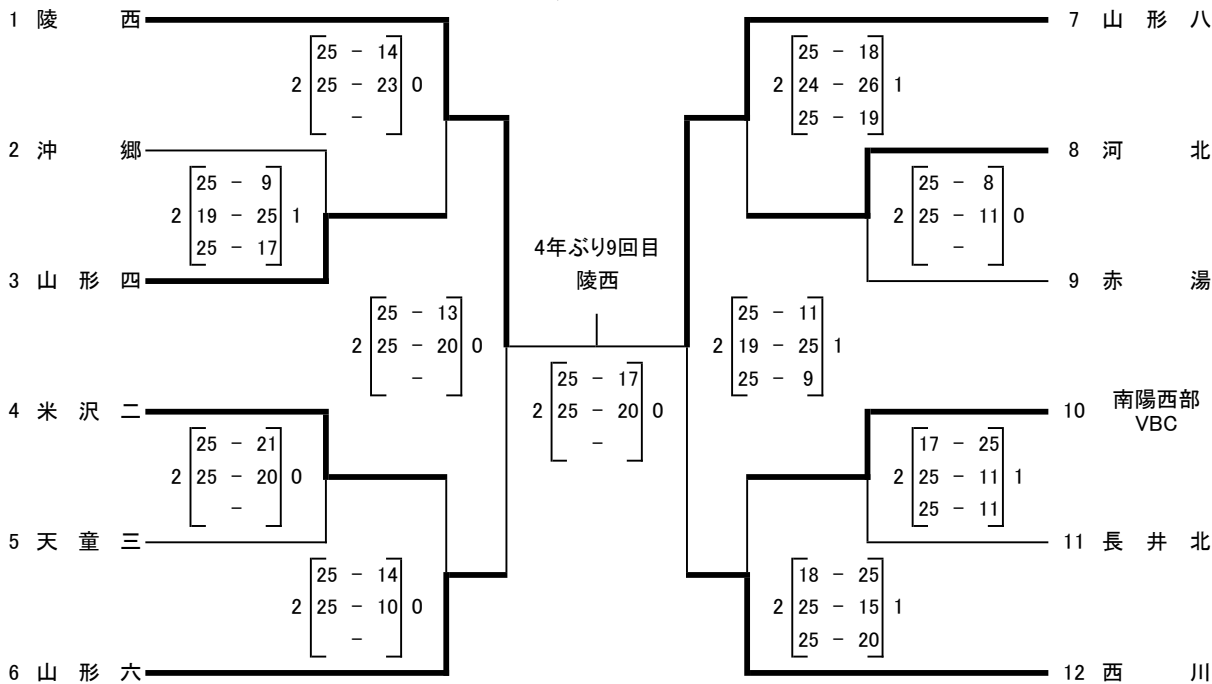 1 陵 西
25 - 14
2 25 - 23 0
-
2 沖 郷
25 - 9
2 19 - 25 1
25 - 17
3 山 形 四
25 - 13
2 25 - 20 0
-
4 米 沢 二
25 - 21
2 25 - 20 0
-
5 天 童 三
25 - 14
2 25 - 10 0
-
6 山 形 六
4年ぶり9回目
陵西
25 - 17
2 25 - 20 0
-
7 山 形 八
25 - 18
2 24 - 26 1
25 - 19
8 河 北
25 - 8
2 25 - 11 0
-
9 赤 湯
25 - 11
2 19 - 25 1
25 - 9
10 南陽西部
VBC
17 - 25
2 25 - 11 1
25 - 11
11 長 井 北
18 - 25
2 25 - 15 1
25 - 20
12 西 川